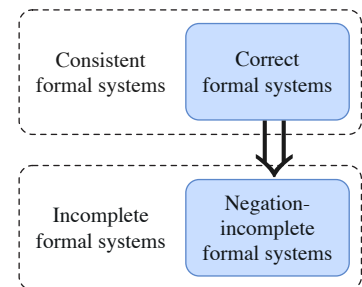 Consistent
formal systems
Correct
formal systems
Incomplete
formal systems
Negation-
incomplete
formal systems